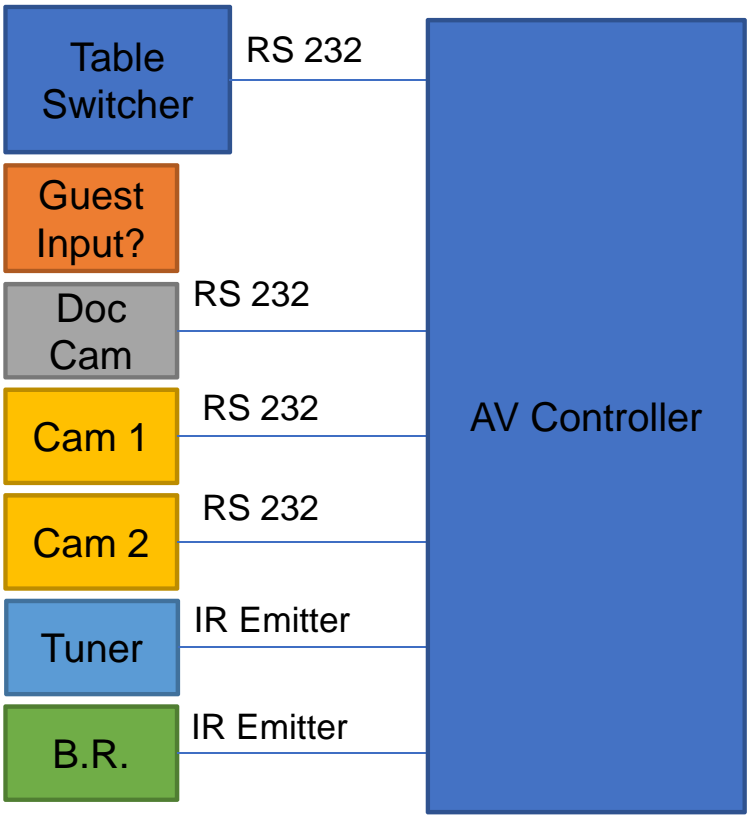 Table
Switcher
RS 232
Guest
Input?
Doc
Cam
RS 232
Cam 1
RS 232
AV Controller
Cam 2
RS 232
Tuner
IR Emitter
B.R.
IR Emitter